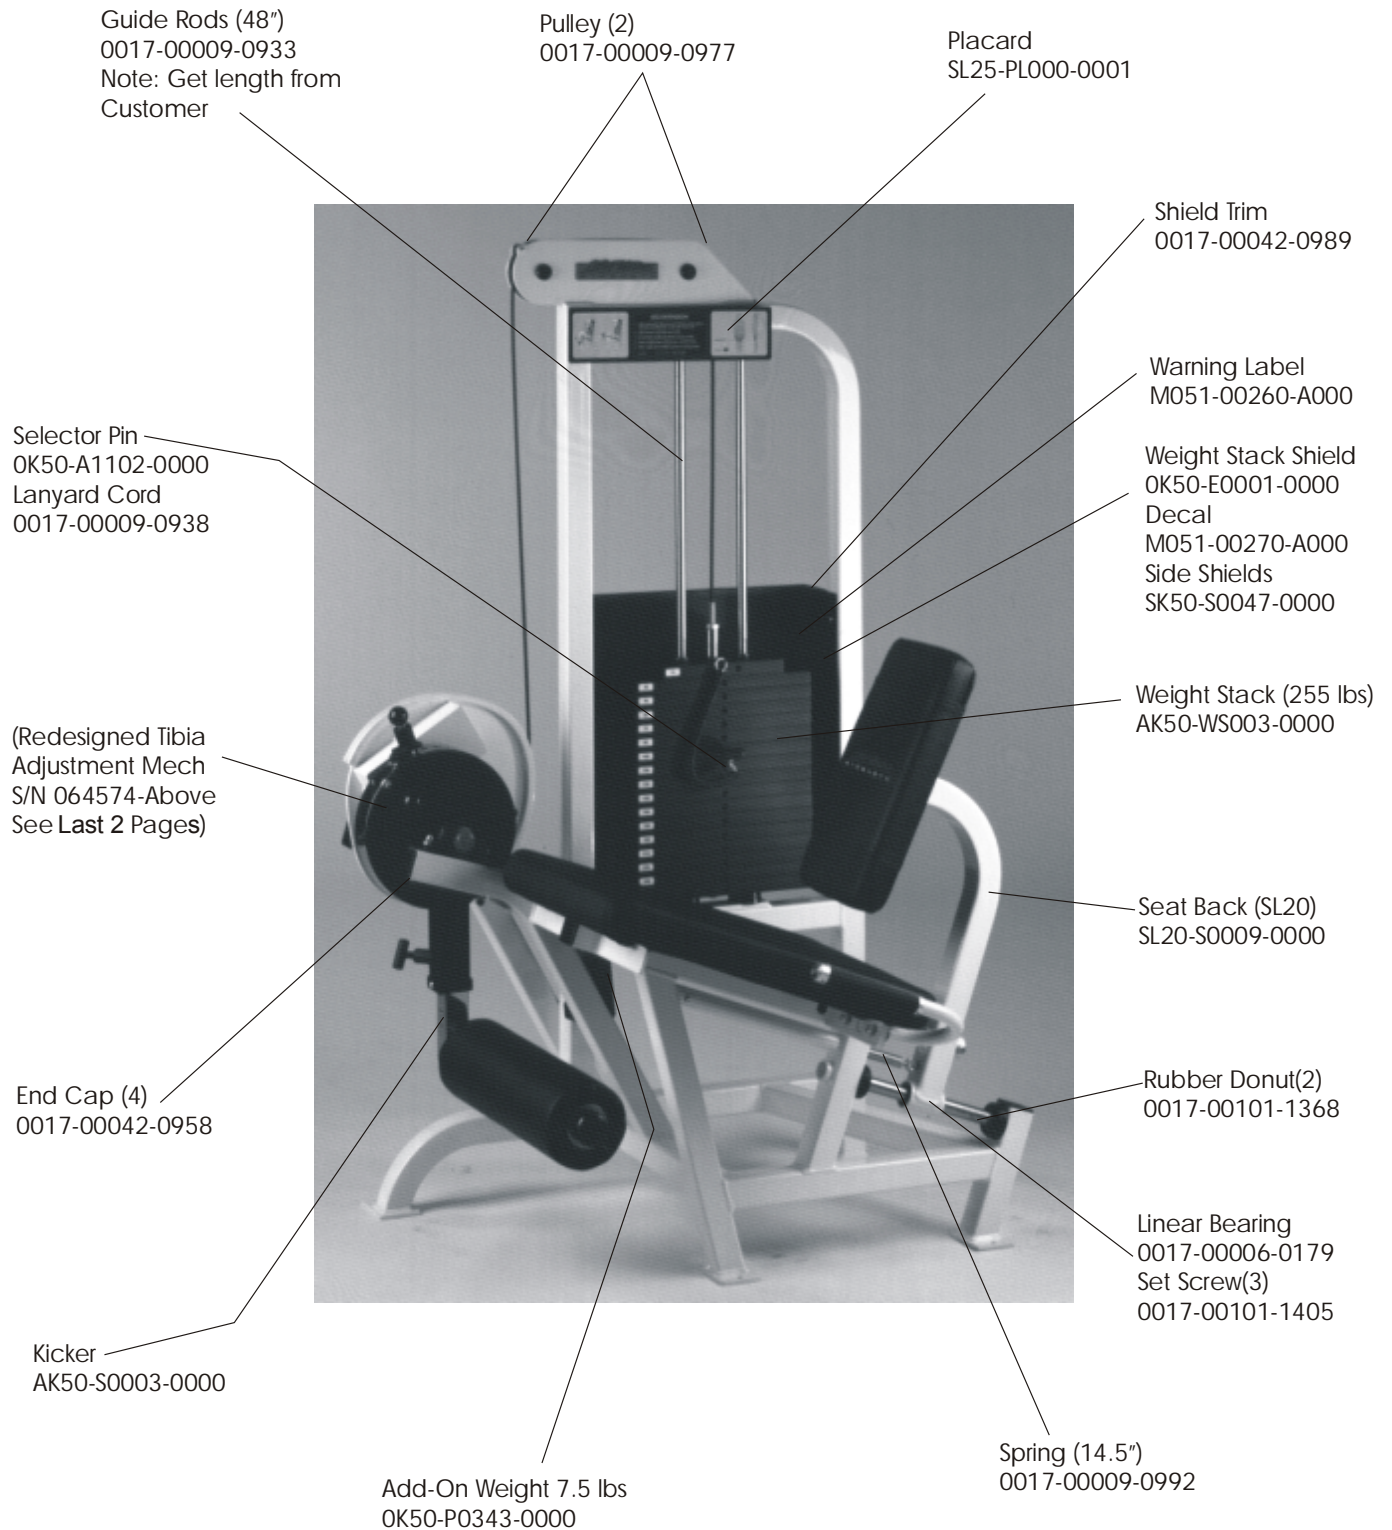 Guide Rods (48")
0017-00009-0933
Note: Get length from
Customer
Pulley (2)
0017-00009-0977
Placard
SL25-PL000-0001
Shield Trim
0017-00042-0989
Warning Label
M051-00260-A000
Selector Pin
0K50-A1102-0000
Lanyard Cord
0017-00009-0938
Weight Stack Shield
0K50-E0001-0000
Decal
M051-00270-A000
Side Shields
SK50-S0047-0000
Weight Stack (255 lbs)
AK50-WS003-0000
(Redesigned Tibia
Adjustment Mech
S/N 064574-Above
See Last 2 Pages)
Seat Back (SL20)
SL20-S0009-0000
End Cap (4)
0017-00042-0958
Rubber Donut(2)
0017-00101-1368
Linear Bearing
0017-00006-0179
Set Screw(3)
0017-00101-1405
Kicker
AK50-S0003-0000
Spring (14.5")
0017-00009-0992
Add-On Weight 7.5 lbs
0K50-P0343-0000